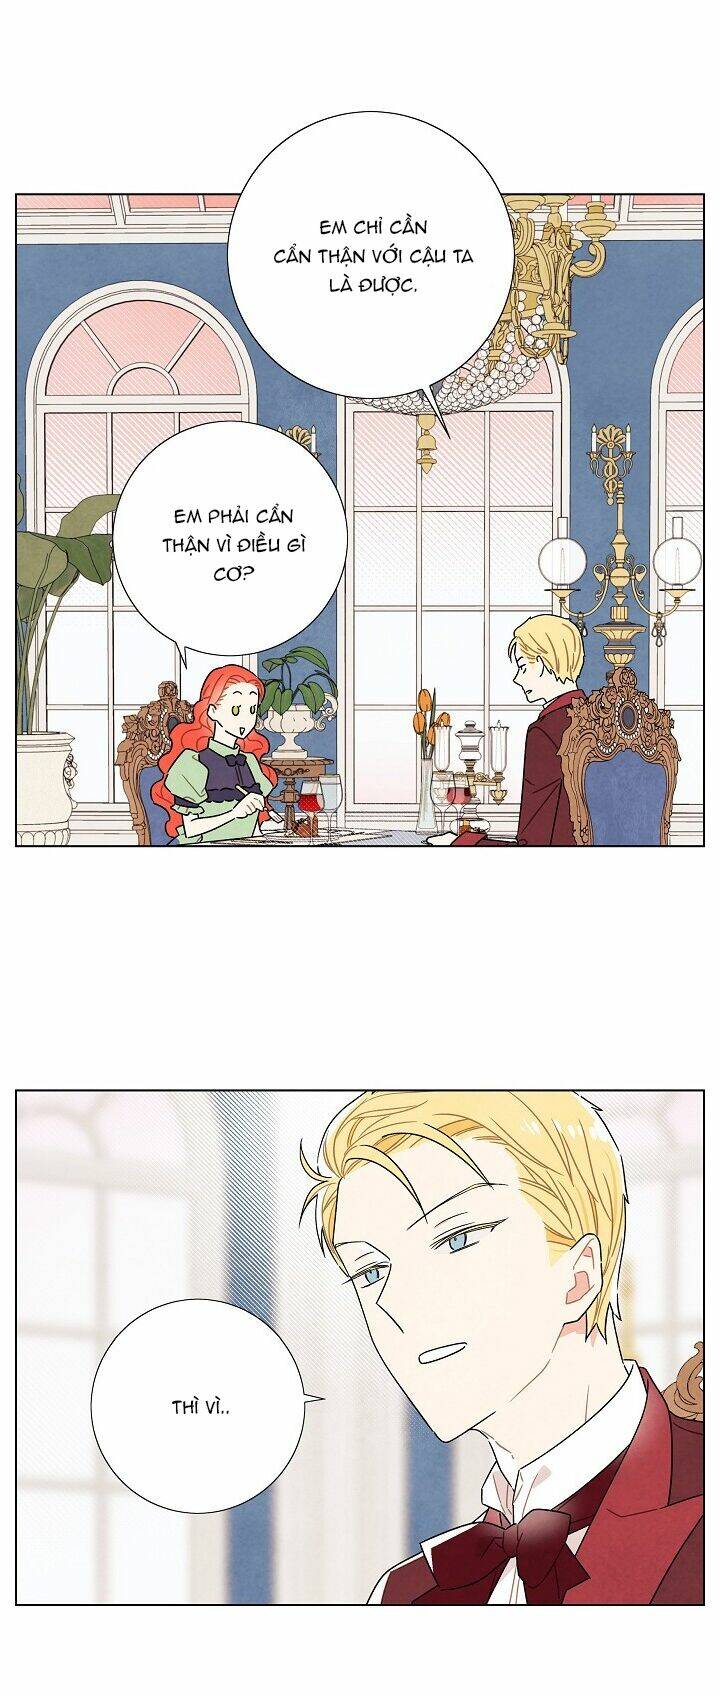 EM CHỈ CẦN
CẨN THẬN VỚI CẬU TA
LÀ ĐƯỢC.
EM PHẢI CẨN
THẬN VÌ ĐIỀU GÌ
CƠ?
THÌ VÌ..